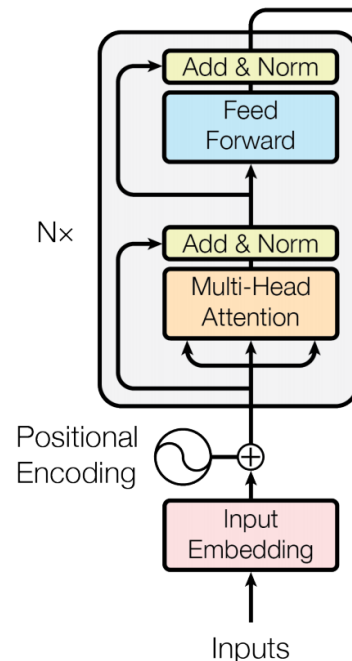 Add & Norm
Feed
Forward
N×
Add & Norm
Multi-Head
Attention
Positional
Encoding
Input
Embedding
Inputs